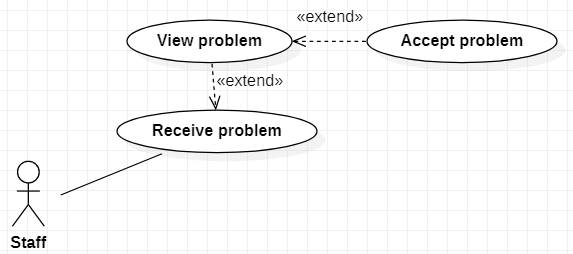 «extend»
View problem
Accept problem
«extend»
Receive problem
Staff